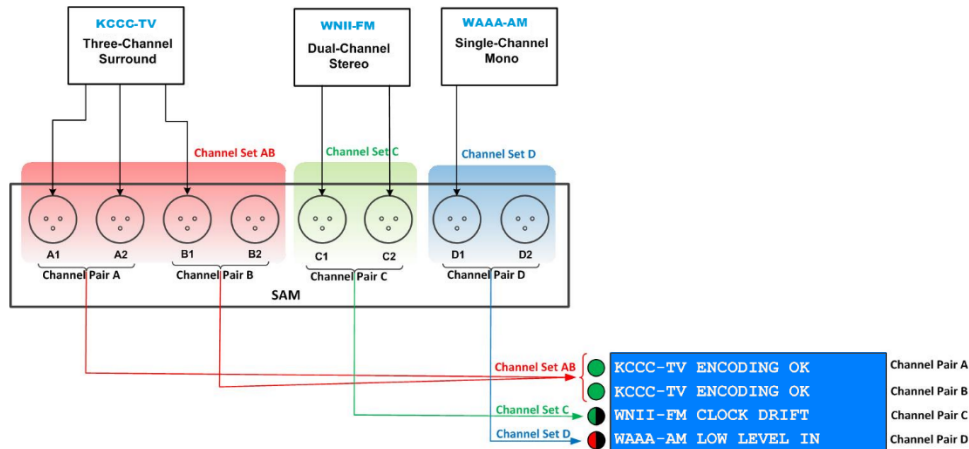 KCCC-TV
Three-Channel
Surround
WNII-FM
Dual-Channel
Stereo
WAAA-AM
Single-Channel
Mono
Channel Set AB
Channel Set C
Channel Set D
A1 A2 B1 B2 C1 C2 D1 D2
Channel Pair A Channel Pair B Channel Pair C Channel Pair D
SAM
Channel Set AB
KCCC-TV ENCODING OK Channel Pair A
KCCC-TV ENCODING OK Channel Pair B
Channel Set C WNII-FM CLOCK DRIFT Channel Pair C
Channel Set D WAAA-AM LOW LEVEL IN Channel Pair D